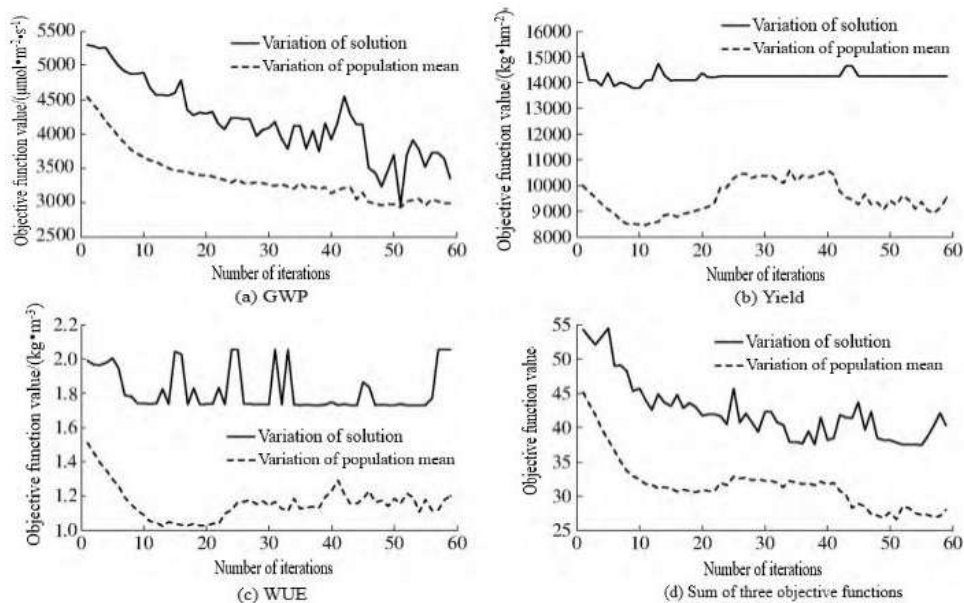 Objective function value/(μmol•m⁻²•s⁻¹)
5500
5000
4500
4000
3500
3000
2500
Variation of solution
Variation of population mean
0 10 20 30 40 50 60
Number of iterations
(a) GWP
Objective function value/(kg•hm⁻²),
16000
15000
14000
13000
12000
11000
10000
9000
8000
Variation of solution
Variation of population mean
0 10 20 30 40 50 60
Number of iterations
(b) Yield
Objective function value/(kg•m⁻³)
2.2
2.0
1.8
1.6
1.4
1.2
1.0
Variation of solution
Variation of population mean
0 10 20 30 40 50 60
Number of iterations
(c) WUE
Objective function value
55
50
45
40
35
30
25
Variation of solution
Variation of population mean
0 10 20 30 40 50 60
Number of iterations
(d) Sum of three objective functions